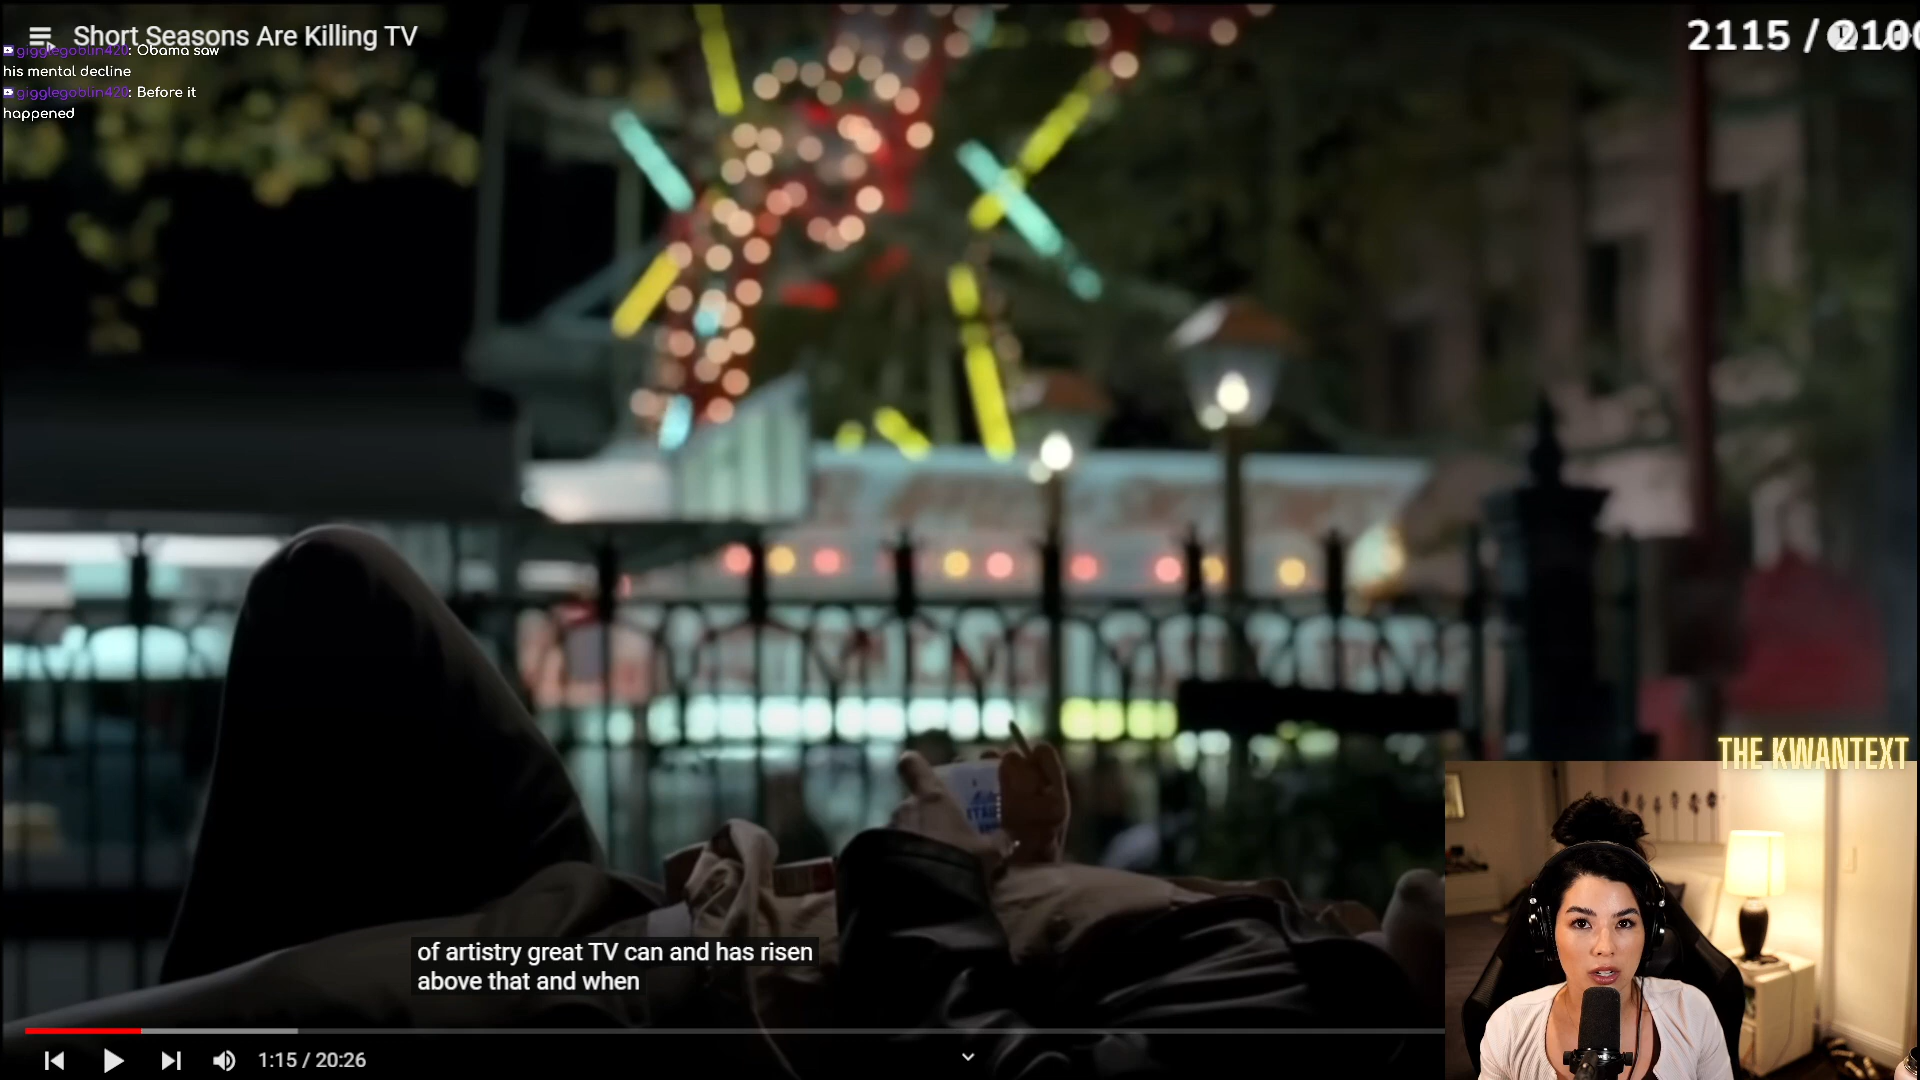 Short Seasons Are Killing TV
2115 / 2100
gigglegoblin420: Obama saw
his mental decline
gigglegoblin420: Before it
happened
THE KWANTEXT
of artistry great TV can and has risen
above that and when
1:15 / 20:26